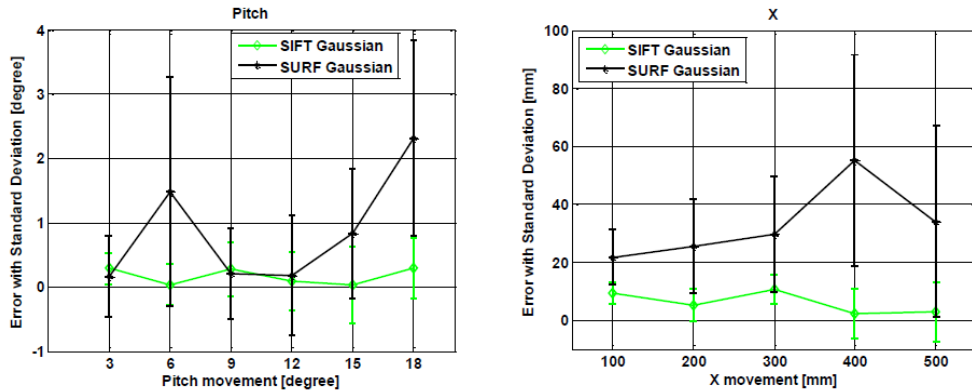 Pitch
Error with Standard Deviation [degree]
4
3
2
1
0
-1
SIFT Gaussian
SURF Gaussian
3 6 9 12 15 18
Pitch movement [degree]
X
Error with Standard Deviation [mm]
100
80
60
40
20
0
SIFT Gaussian
SURF Gaussian
100 200 300 400 500
X movement [mm]